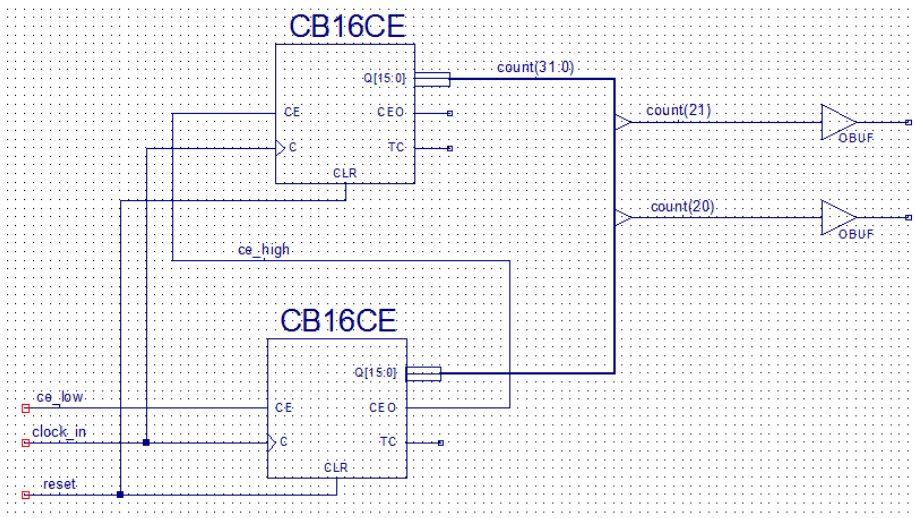 CB16CE
Q[15:0]
count(31:0)
CE
CEO
count(21)
OBUF
C
TC
CLR
count(20)
OBUF
ce_high
CB16CE
Q[15:0]
ce_low
CE
CEO
clock_in
C
TC
CLR
reset